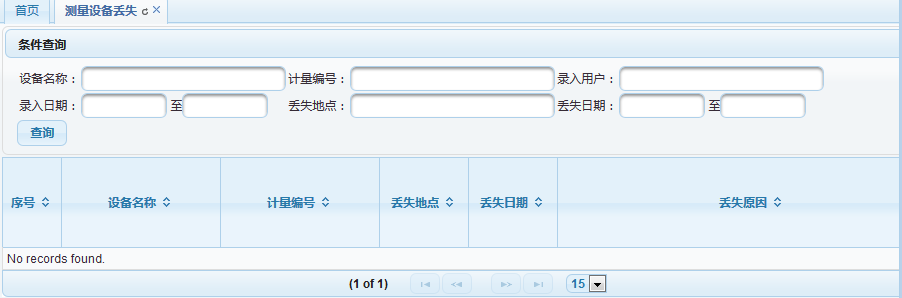 首页 测量设备丢失
条件查询
设备名称： 计量编号： 录入用户：
录入日期： 至 丢失地点： 丢失日期： 至
查询
序号 设备名称 计量编号 丢失地点 丢失日期 丢失原因
No records found.
(1 of 1) 15